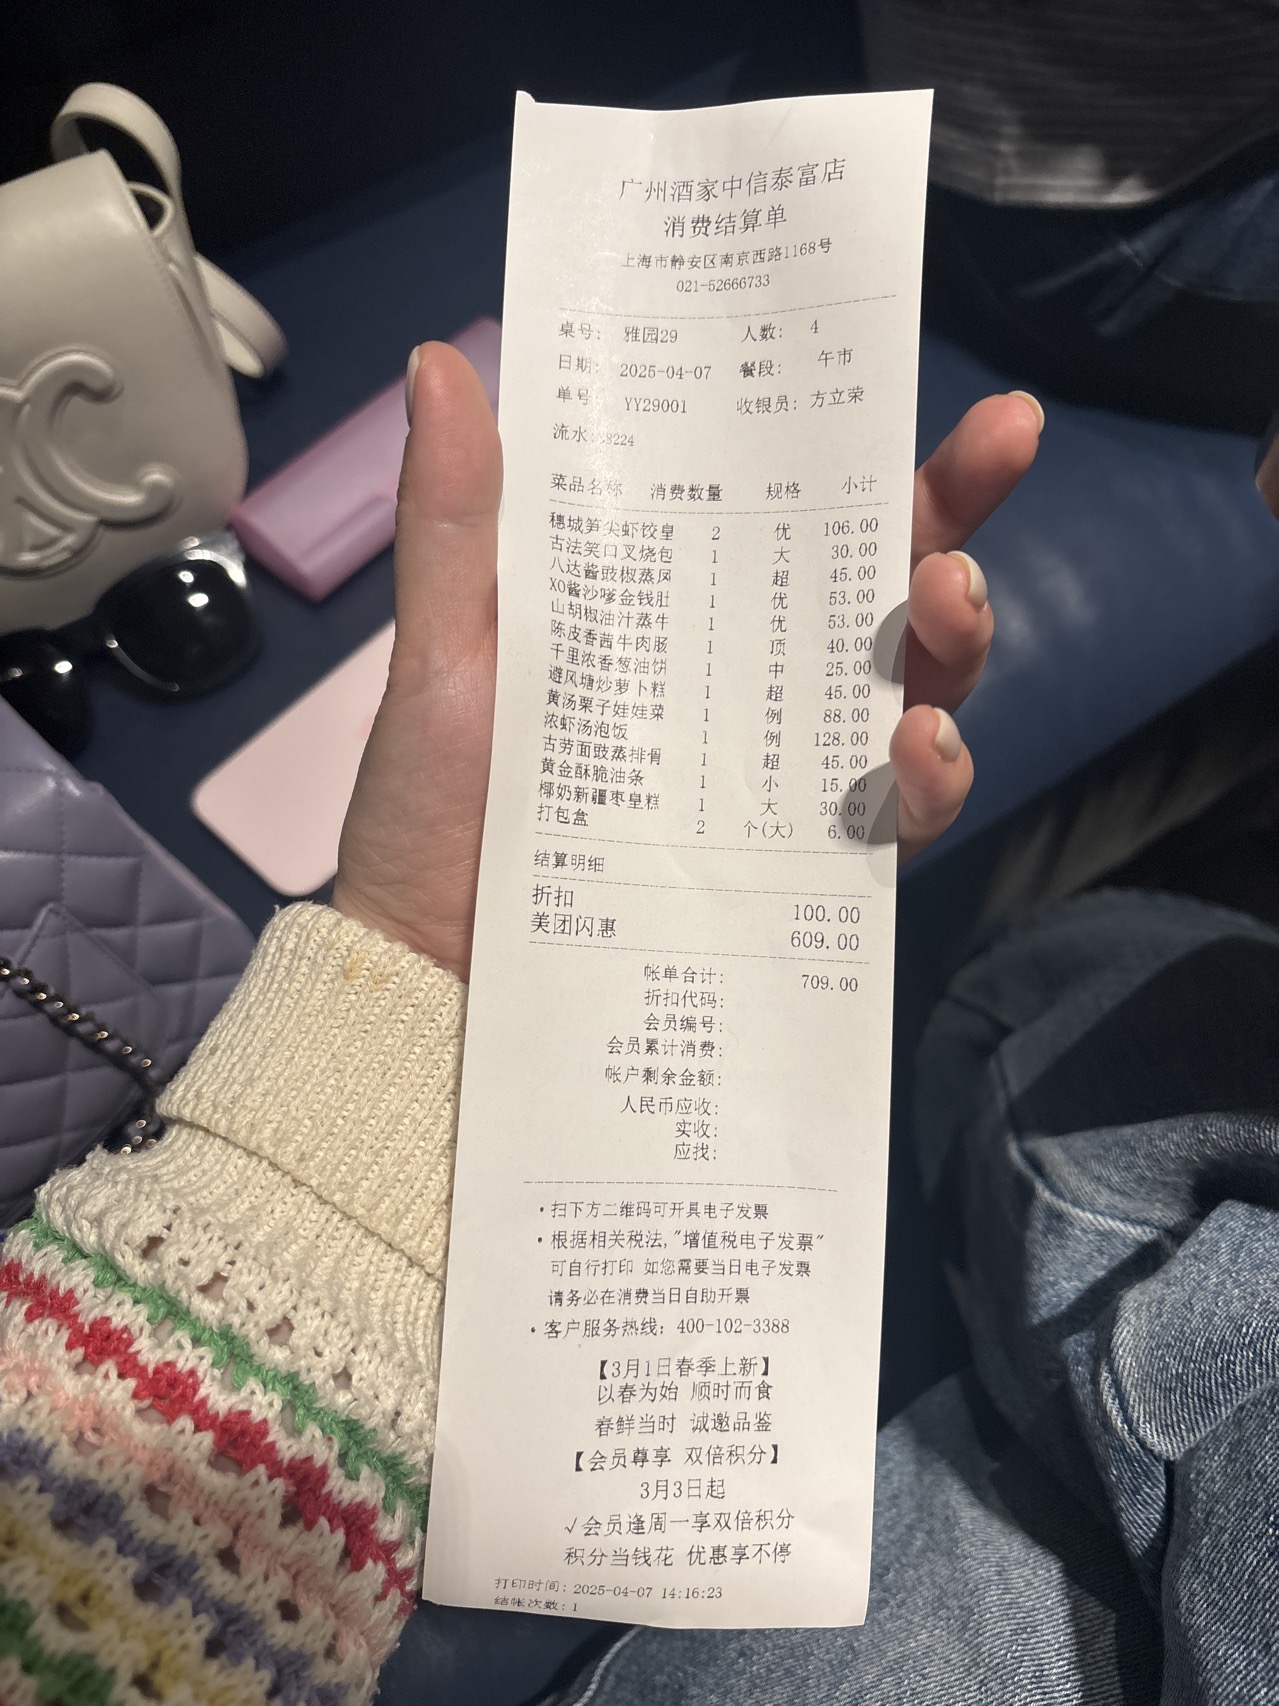 广州酒家中信泰富店
消费结算单
上海市静安区南京西路1168号
021-52666733
桌号: 雅园29 人数: 4
日期: 2025-04-07 餐段: 午市
单号: YY29001 收银员: 方立荣
流水: 8224
菜品名称 消费数量 规格 小计
穗城笋尖虾饺皇 2 优 106.00
古法笑口叉烧包 1 大 30.00
八达酱豉椒蒸凤 1 超 45.00
XO酱沙嗲金钱肚 1 优 53.00
山胡椒油汁蒸牛 1 优 53.00
陈皮香茜牛肉肠 1 顶 40.00
千里浓香葱油饼 1 中 25.00
避风塘炒萝卜糕 1 超 45.00
黄汤栗子娃娃菜 1 例 88.00
浓虾汤泡饭 1 例 128.00
古劳面豉蒸排骨 1 超 45.00
黄金酥脆油条 1 小 15.00
椰奶新疆枣皇糕 1 大 30.00
打包盒 2 个(大) 6.00
结算明细
折扣 100.00
美团闪惠 609.00
帐单合计: 709.00
折扣代码:
会员编号:
会员累计消费:
帐户剩余金额:
人民币应收:
实收:
应找:
·扫下方二维码可开具电子发票
·根据相关税法,"增值税电子发票"
可自行打印 如您需要当日电子发票
请务必在消费当日自助开票
·客户服务热线: 400-102-3388
【3月1日春季上新】
以春为始 顺时而食
春鲜当时 诚邀品鉴
【会员尊享 双倍积分】
3月3日起
√会员逢周一享双倍积分
积分当钱花 优惠享不停
打印时间: 2025-04-07 14:16:23
结帐次数: 1